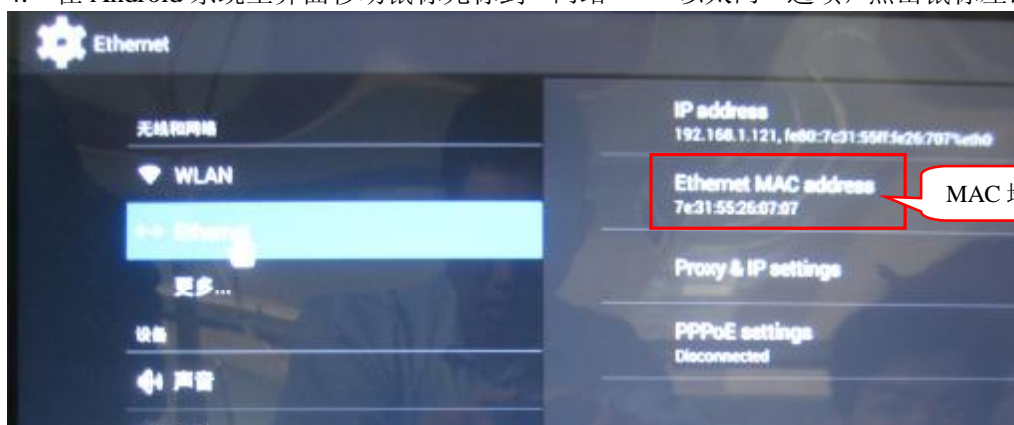 Ethernet
无线和网络
WLAN
Ethernet
更多...
设备
声音
IP address
192.168.1.121, fe80::7c31:55ff:fe26:707%eth0
Ethernet MAC address
7e:31:55:26:07:07
MAC
Proxy & IP settings
PPPoE settings
Disconnected